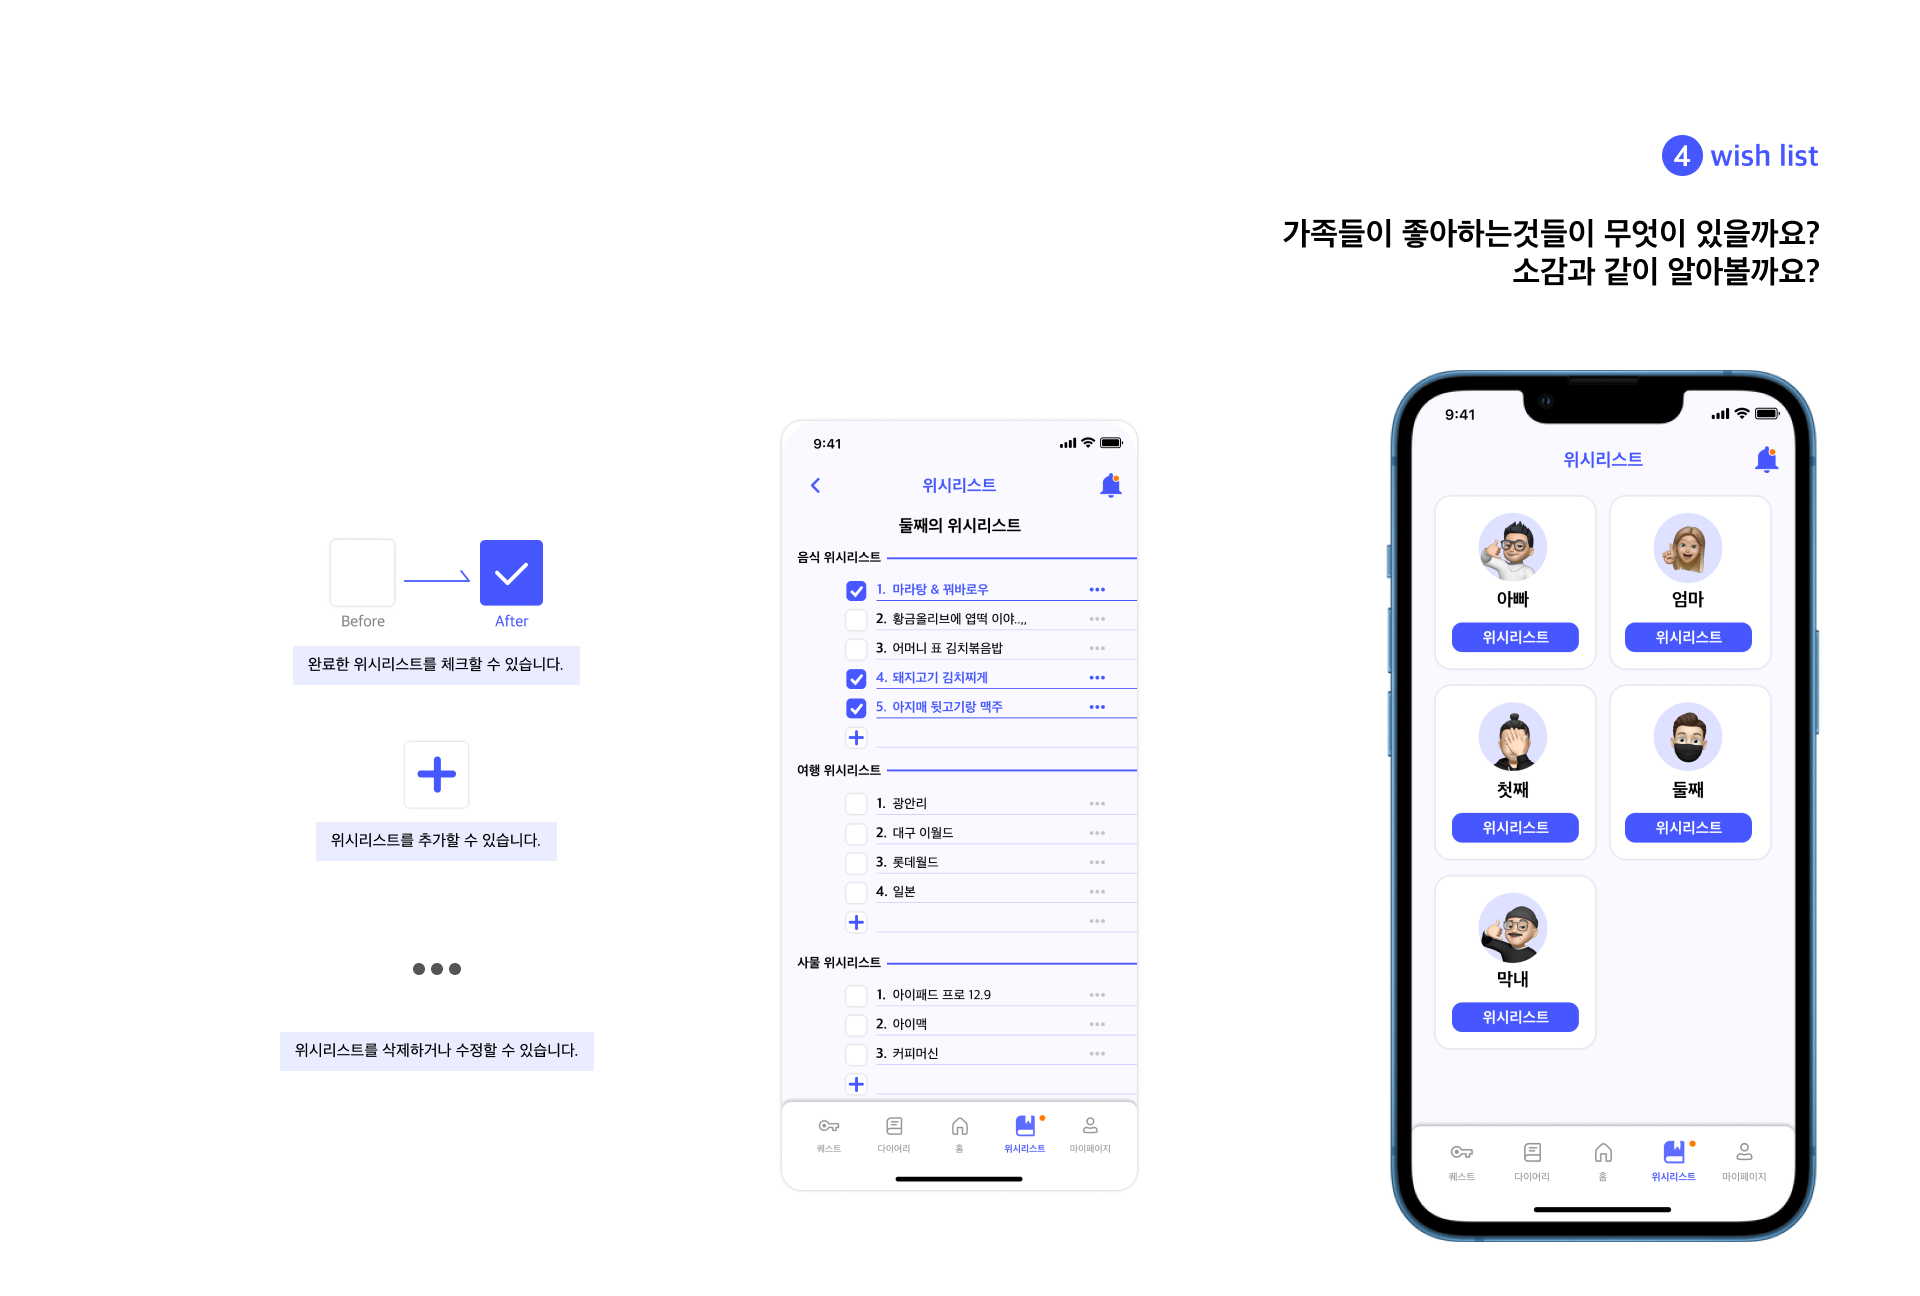 4 wish list
가족들이 좋아하는것들이 무엇이 있을까요?
소감과 같이 알아볼까요?
Before
After
완료한 위시리스트를 체크할 수 있습니다.
위시리스트를 추가할 수 있습니다.
위시리스트를 삭제하거나 수정할 수 있습니다.
9:41
위시리스트
둘째의 위시리스트
음식 위시리스트
1. 마라탕 & 꿔바로우
2. 황금올리브에 엽떡 이야..,,
3. 어머니 표 김치볶음밥
4. 돼지고기 김치찌게
5. 아지매 뒷고기랑 맥주
여행 위시리스트
1. 광안리
2. 대구 이월드
3. 롯데월드
4. 일본
사물 위시리스트
1. 아이패드 프로 12.9
2. 아이맥
3. 커피머신
퀘스트
다이어리
홈
위시리스트
마이페이지
9:41
위시리스트
아빠
위시리스트
엄마
위시리스트
첫째
위시리스트
둘째
위시리스트
막내
위시리스트
퀘스트
다이어리
홈
위시리스트
마이페이지